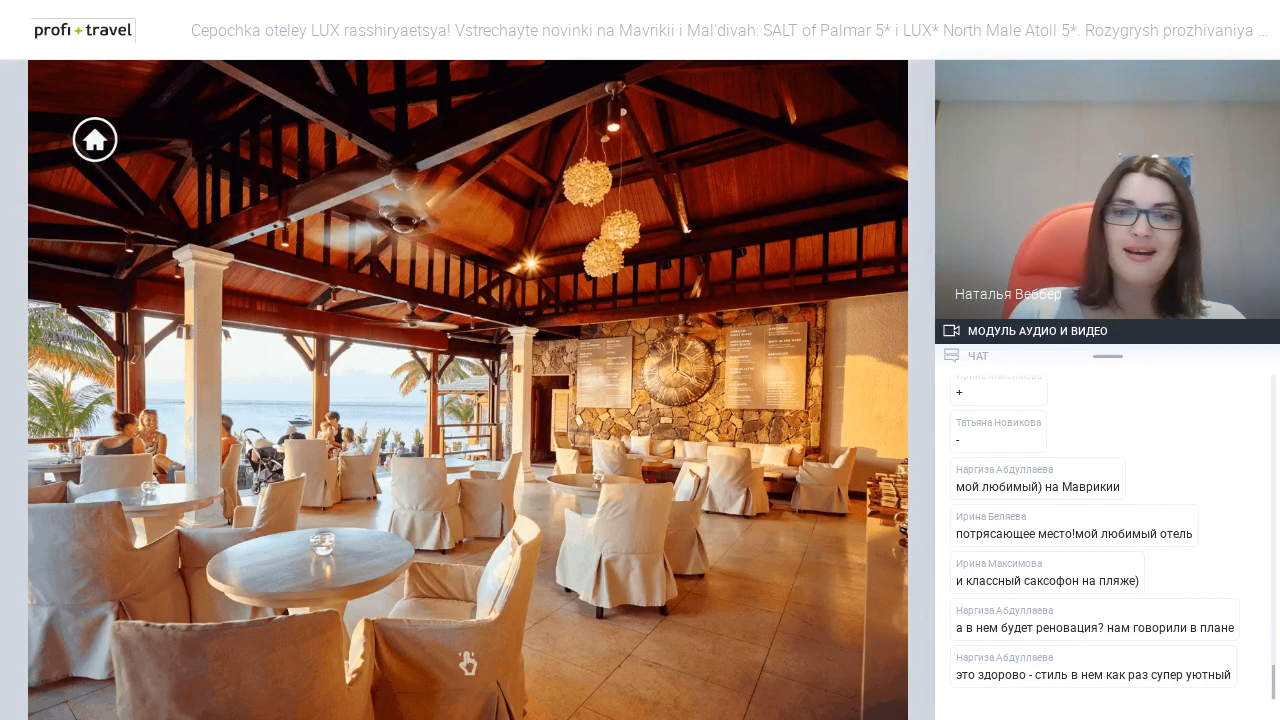 profi + travel
Cepochka oteley LUX rasshiryaetsya! Vstrechayte novinki na Mavrikii i Mal'divah: SALT of Palmar 5* i LUX* North Male Atoll 5*. Rozygrysh prozhivaniya ...
Наталья Веббер
МОДУЛЬ АУДИО И ВИДЕО
ЧАТ
Ирина Максимова
+
Татьяна Новикова
-
Наргиза Абдуллаева
мой любимый) на Маврикии
Ирина Беляева
потрясающее место!мой любимый отель
Ирина Максимова
и классный саксофон на пляже)
Наргиза Абдуллаева
а в нем будет реновация? нам говорили в плане
Наргиза Абдуллаева
это здорово - стиль в нем как раз супер уютный